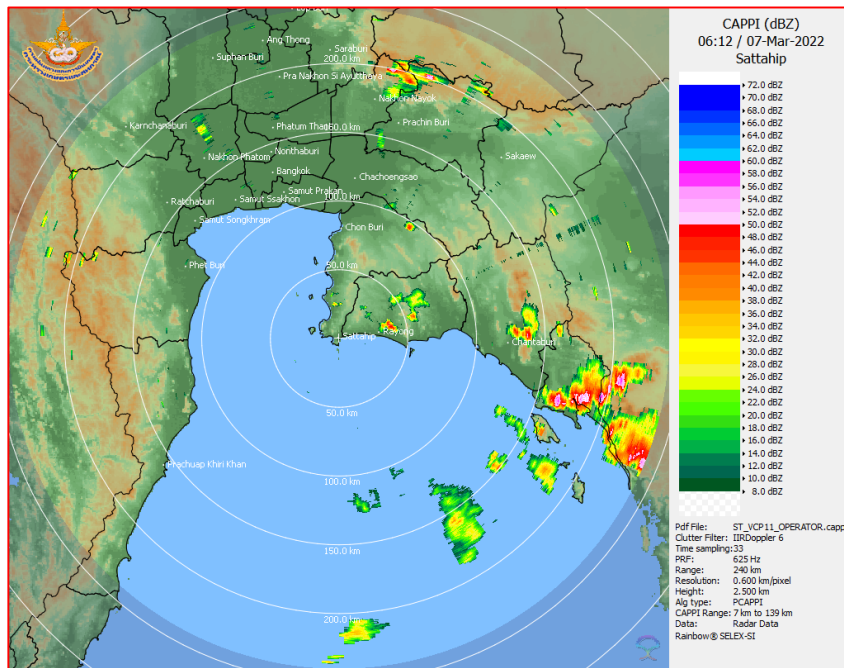 CAPPI (dBZ)
06:12 / 07-Mar-2022
Sattahip
72.0 dBZ
70.0 dBZ
68.0 dBZ
66.0 dBZ
64.0 dBZ
62.0 dBZ
60.0 dBZ
58.0 dBZ
56.0 dBZ
54.0 dBZ
52.0 dBZ
50.0 dBZ
48.0 dBZ
46.0 dBZ
44.0 dBZ
42.0 dBZ
40.0 dBZ
38.0 dBZ
36.0 dBZ
34.0 dBZ
32.0 dBZ
30.0 dBZ
28.0 dBZ
26.0 dBZ
24.0 dBZ
22.0 dBZ
20.0 dBZ
18.0 dBZ
16.0 dBZ
14.0 dBZ
12.0 dBZ
10.0 dBZ
8.0 dBZ
Pdf File: ST_VCP11_OPERATOR.capp
Clutter Filter: IIRDoppler 6
Time sampling:33
PRF: 625 Hz
Range: 240 km
Resolution: 0.600 km/pixel
Height: 2.500 km
Alg type: PCAPPI
CAPPI Range: 7 km to 139 km
Data: Radar Data
Rainbow® SELEX-SI
Ang Thong
Saraburi
Suphan Buri
200.0 km
Pra Nakhon Si Ayutthaya
Nakhon Nayok
Karnchanaburi
Phatum Tha
50.0 km
Prachin Buri
Nakhon Phatom
Nonthaburi
Sakaew
Bangkok
Chachoengsao
Samut Prakan
Ratchaburi
Samut Ssakhon
100.0 km
Samut Songkhram
Chon Buri
Phet Buri
50.0 km
Sattahip
Rayong
Chantaburi
50.0 km
Prachuap Khiri Khan
100.0 km
150.0 km
200.0 km